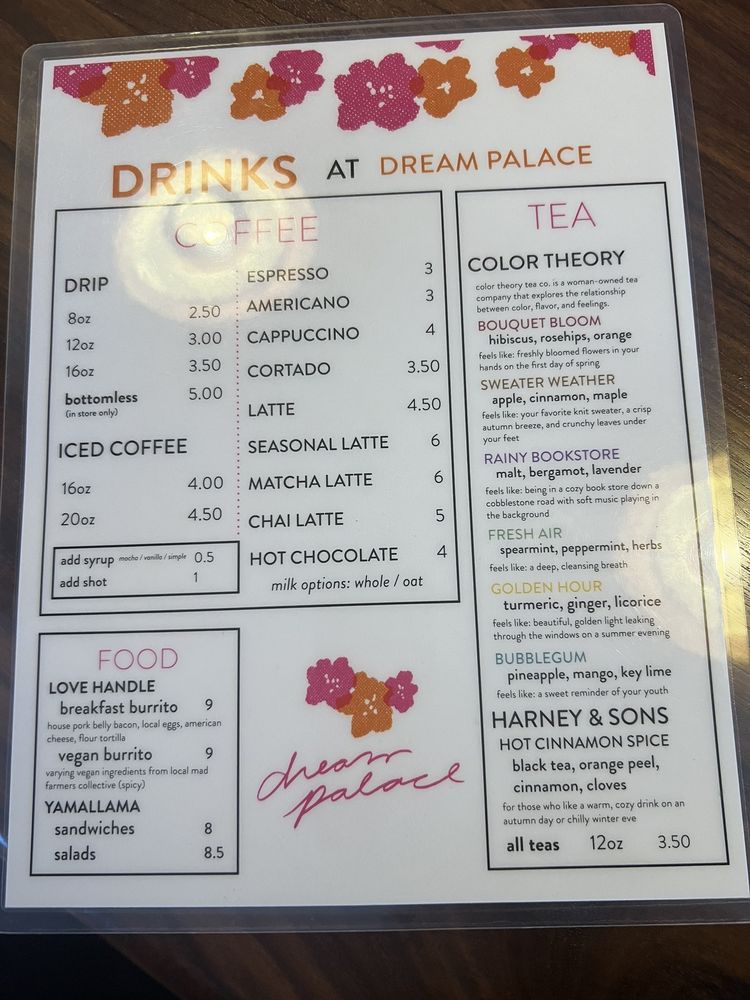 DRINKS AT DREAM PALACE
COFFEE
DRIP
8oz 2.50
12oz 3.00
16oz 3.50
bottomless 5.00
(in store only)
ICED COFFEE
16oz 4.00
20oz 4.50
add syrup mocha / vanilla / simple 0.5
add shot 1
ESPRESSO 3
AMERICANO 3
CAPPUCCINO 4
CORTADO 3.50
LATTE 4.50
SEASONAL LATTE 6
MATCHA LATTE 6
CHAI LATTE 5
HOT CHOCOLATE 4
milk options: whole / oat
FOOD
LOVE HANDLE
breakfast burrito 9
house pork belly bacon, local eggs, american
cheese, flour tortilla
vegan burrito 9
varying vegan ingredients from local mad
farmers collective (spicy)
YAMALLAMA
sandwiches 8
salads 8.5
dream
palace
TEA
COLOR THEORY
color theory tea co. is a woman-owned tea
company that explores the relationship
between color, flavor, and feelings.
BOUQUET BLOOM
hibiscus, rosehips, orange
feels like: freshly bloomed flowers in your
hands on the first day of spring
SWEATER WEATHER
apple, cinnamon, maple
feels like: your favorite knit sweater, a crisp
autumn breeze, and crunchy leaves under
your feet
RAINY BOOKSTORE
malt, bergamot, lavender
feels like: being in a cozy book store down a
cobblestone road with soft music playing in
the background
FRESH AIR
spearmint, peppermint, herbs
feels like: a deep, cleansing breath
GOLDEN HOUR
turmeric, ginger, licorice
feels like: beautiful, golden light leaking
through the windows on a summer evening
BUBBLEGUM
pineapple, mango, key lime
feels like: a sweet reminder of your youth
HARNEY & SONS
HOT CINNAMON SPICE
black tea, orange peel,
cinnamon, cloves
for those who like a warm, cozy drink on an
autumn day or chilly winter eve
all teas 12oz 3.50